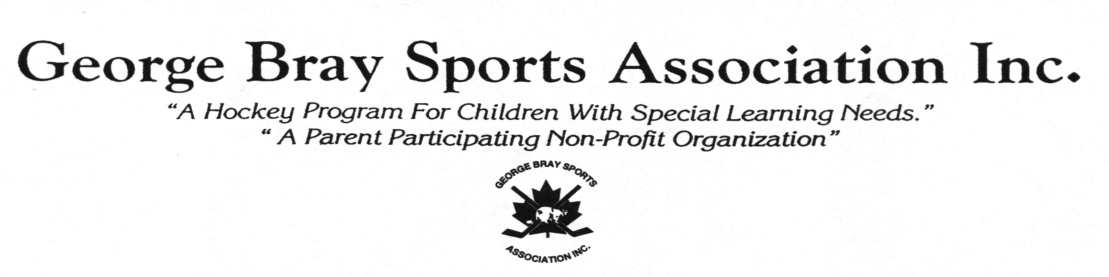 George Bray Sports Association Inc.
“A Hockey Program For Children With Special Learning Needs.”
“ A Parent Participating Non-Profit Organization”
GEORGE BRAY SPORTS
ASSOCIATION INC.